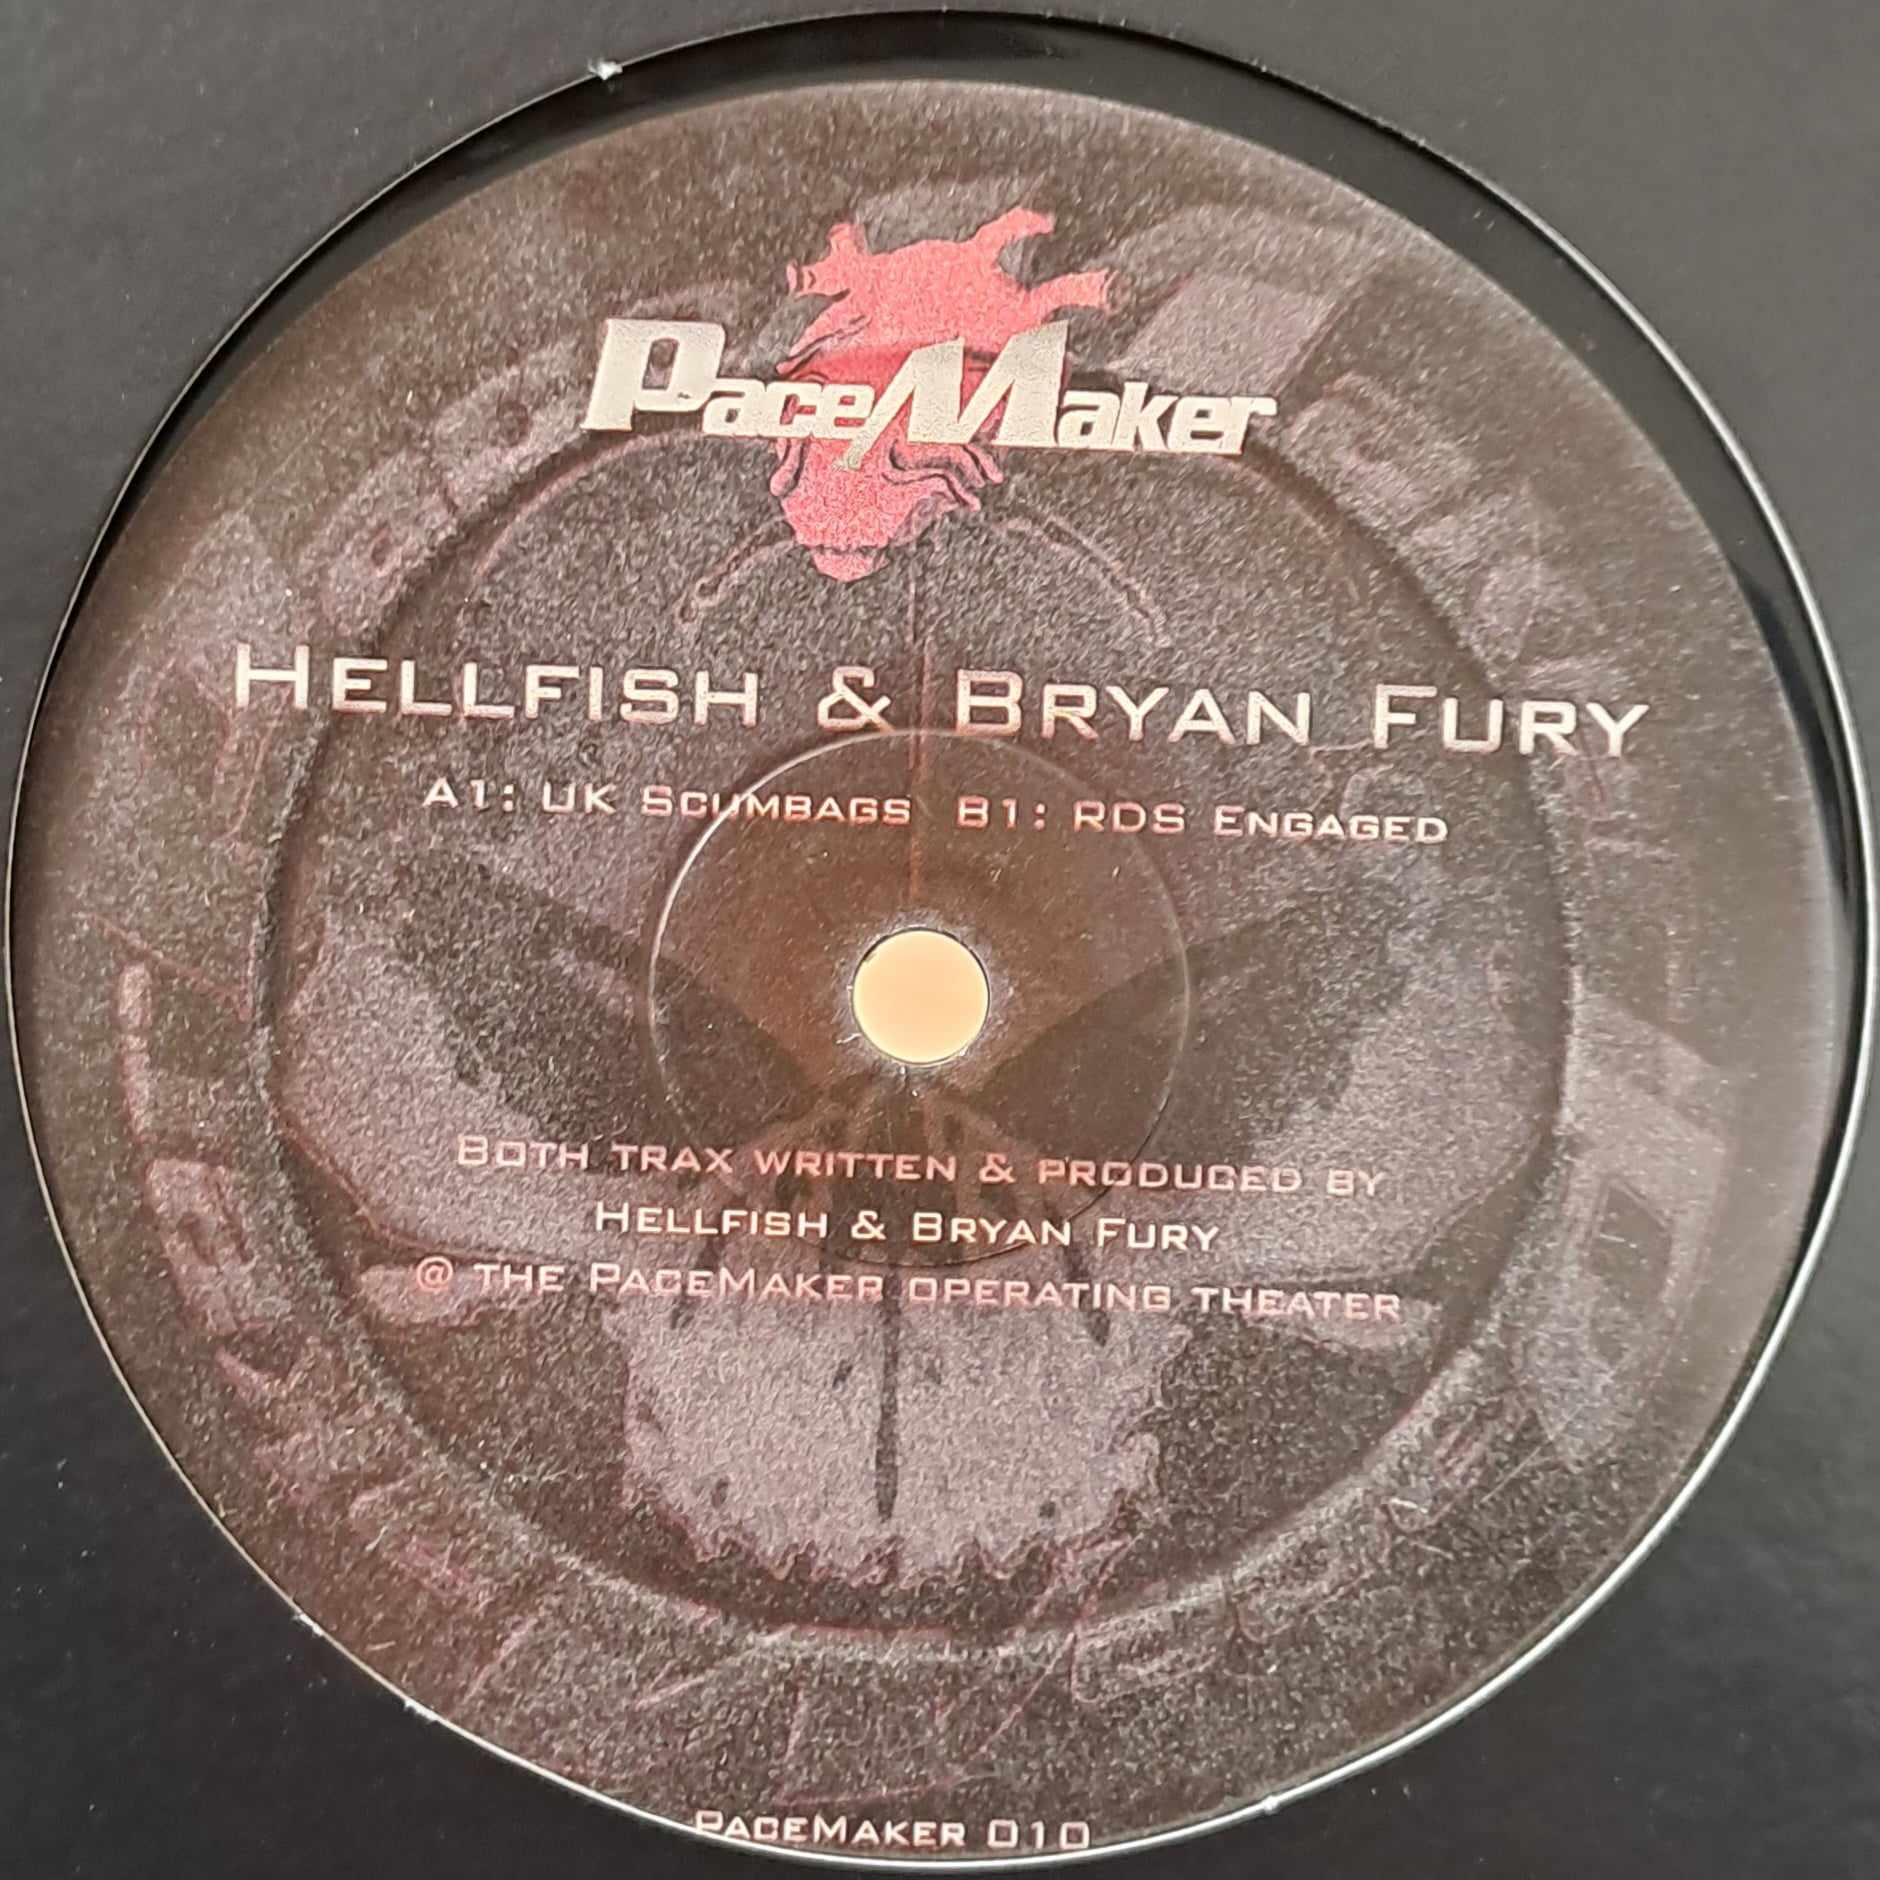 PaceMaker
Hellfish & Bryan Fury
A1: UK Scumbags B1: RDS Engaged
Both trax written & produced by
Hellfish & Bryan Fury
@ the PaceMaker operating theater
PaceMaker 010